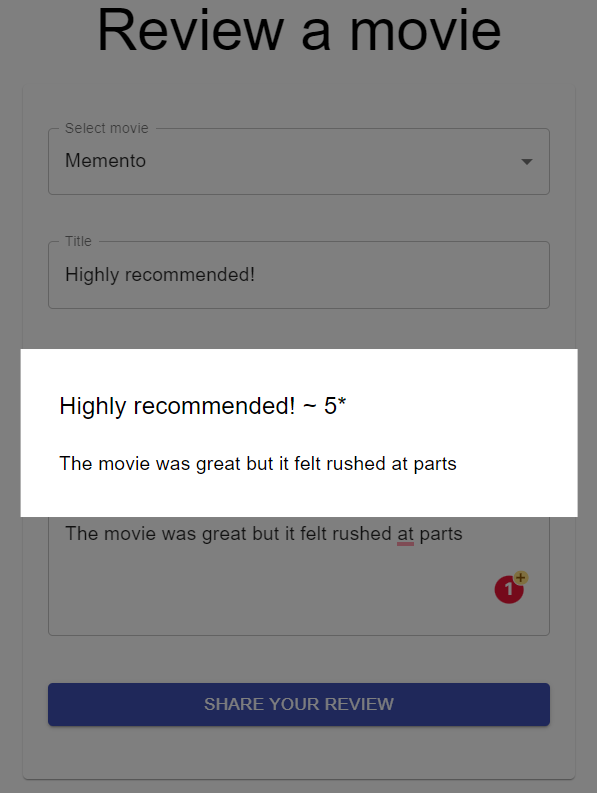 Review a movie
Select movie
Memento
Title
Highly recommended!
Highly recommended! ~ 5*
The movie was great but it felt rushed at parts
The movie was great but it felt rushed at parts
1+
SHARE YOUR REVIEW